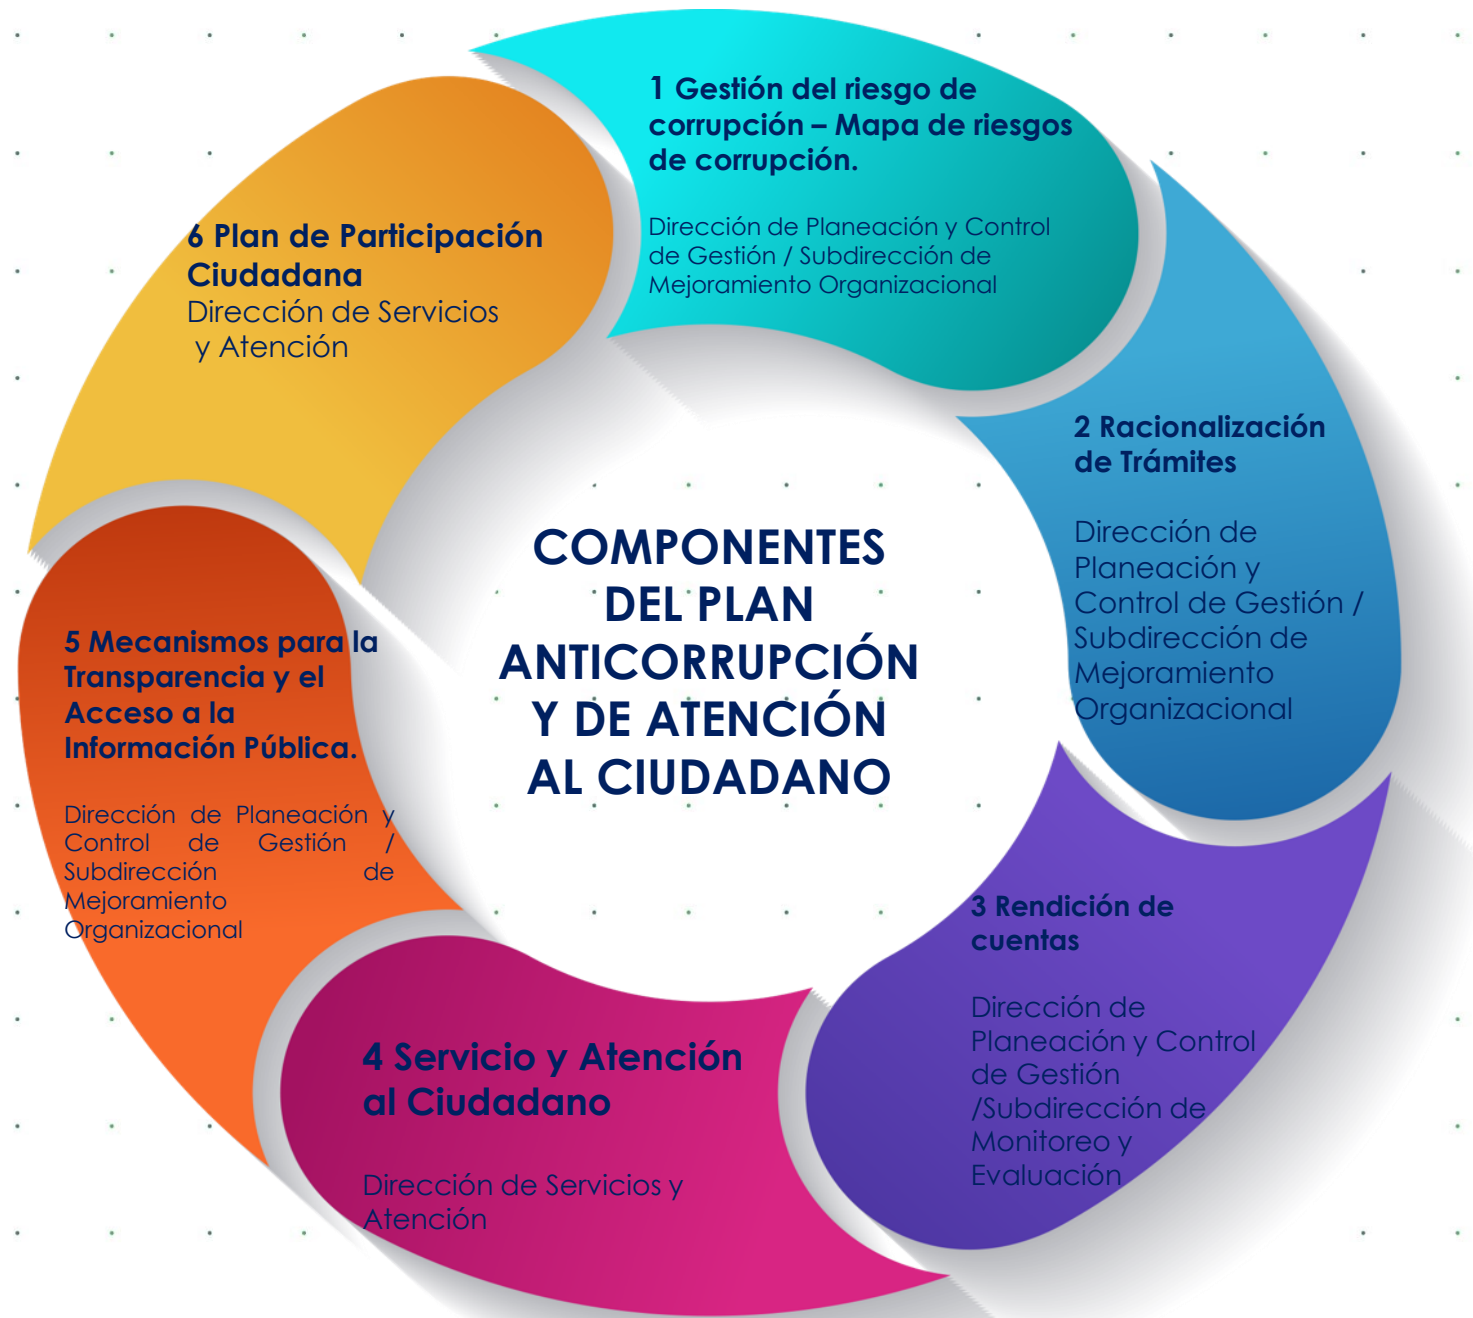 1 Gestión del riesgo de
corrupción – Mapa de riesgos
de corrupción.
Dirección de Planeación y Control
de Gestión / Subdirección de
Mejoramiento Organizacional
2 Racionalización
de Trámites
Dirección de
Planeación y
Control de Gestión /
Subdirección de
Mejoramiento
Organizacional
3 Rendición de
cuentas
Dirección de
Planeación y Control
de Gestión
/Subdirección de
Monitoreo y
Evaluación
4 Servicio y Atención
al Ciudadano
Dirección de Servicios y
Atención
5 Mecanismos para la
Transparencia y el
Acceso a la
Información Pública.
Dirección de Planeación y
Control de Gestión /
Subdirección de
Mejoramiento
Organizacional
6 Plan de Participación
Ciudadana
Dirección de Servicios
y Atención
COMPONENTES
DEL PLAN
ANTICORRUPCIÓN
Y DE ATENCIÓN
AL CIUDADANO